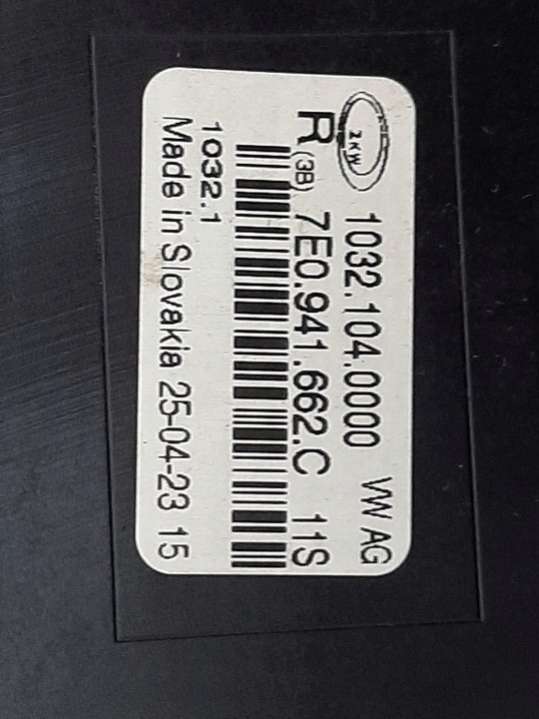 ZKW 1032.104.0000 VW AG
R (3B) 7E0.941.662.C 11S
1032.1
Made in Slovakia 25-04-23 15